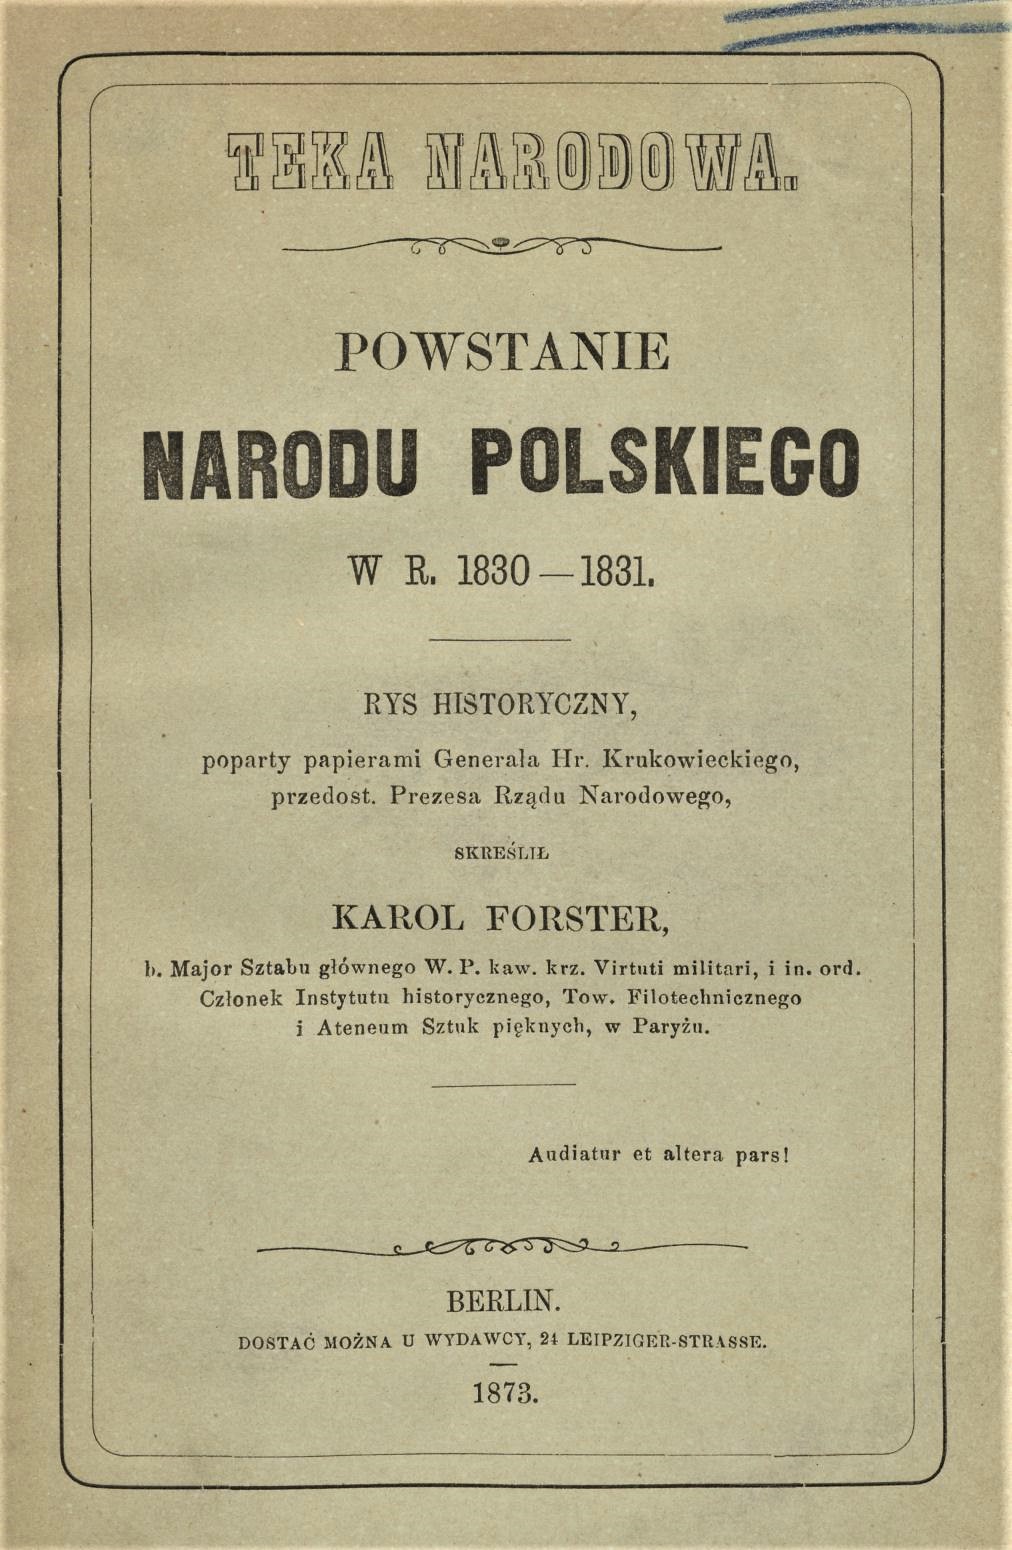 TEKA NARODOWA.
POWSTANIE
NARODU POLSKIEGO
W R. 1830—1831.
RYS HISTORYCZNY,
poparty papierami Generała Hr. Krukowieckiego,
przedost. Prezesa Rządu Narodowego,
SKREŚLIŁ
KAROL FORSTER,
b. Major Sztabu głównego W. P. kaw. krz. Virtuti militari, i in. ord.
Członek Instytutu historycznego, Tow. Filotechnicznego
i Ateneum Sztuk pięknych, w Paryżu.
Audiatur et altera pars!
BERLIN.
DOSTAĆ MOŻNA U WYDAWCY, 24 LEIPZIGER-STRASSE.
1873.